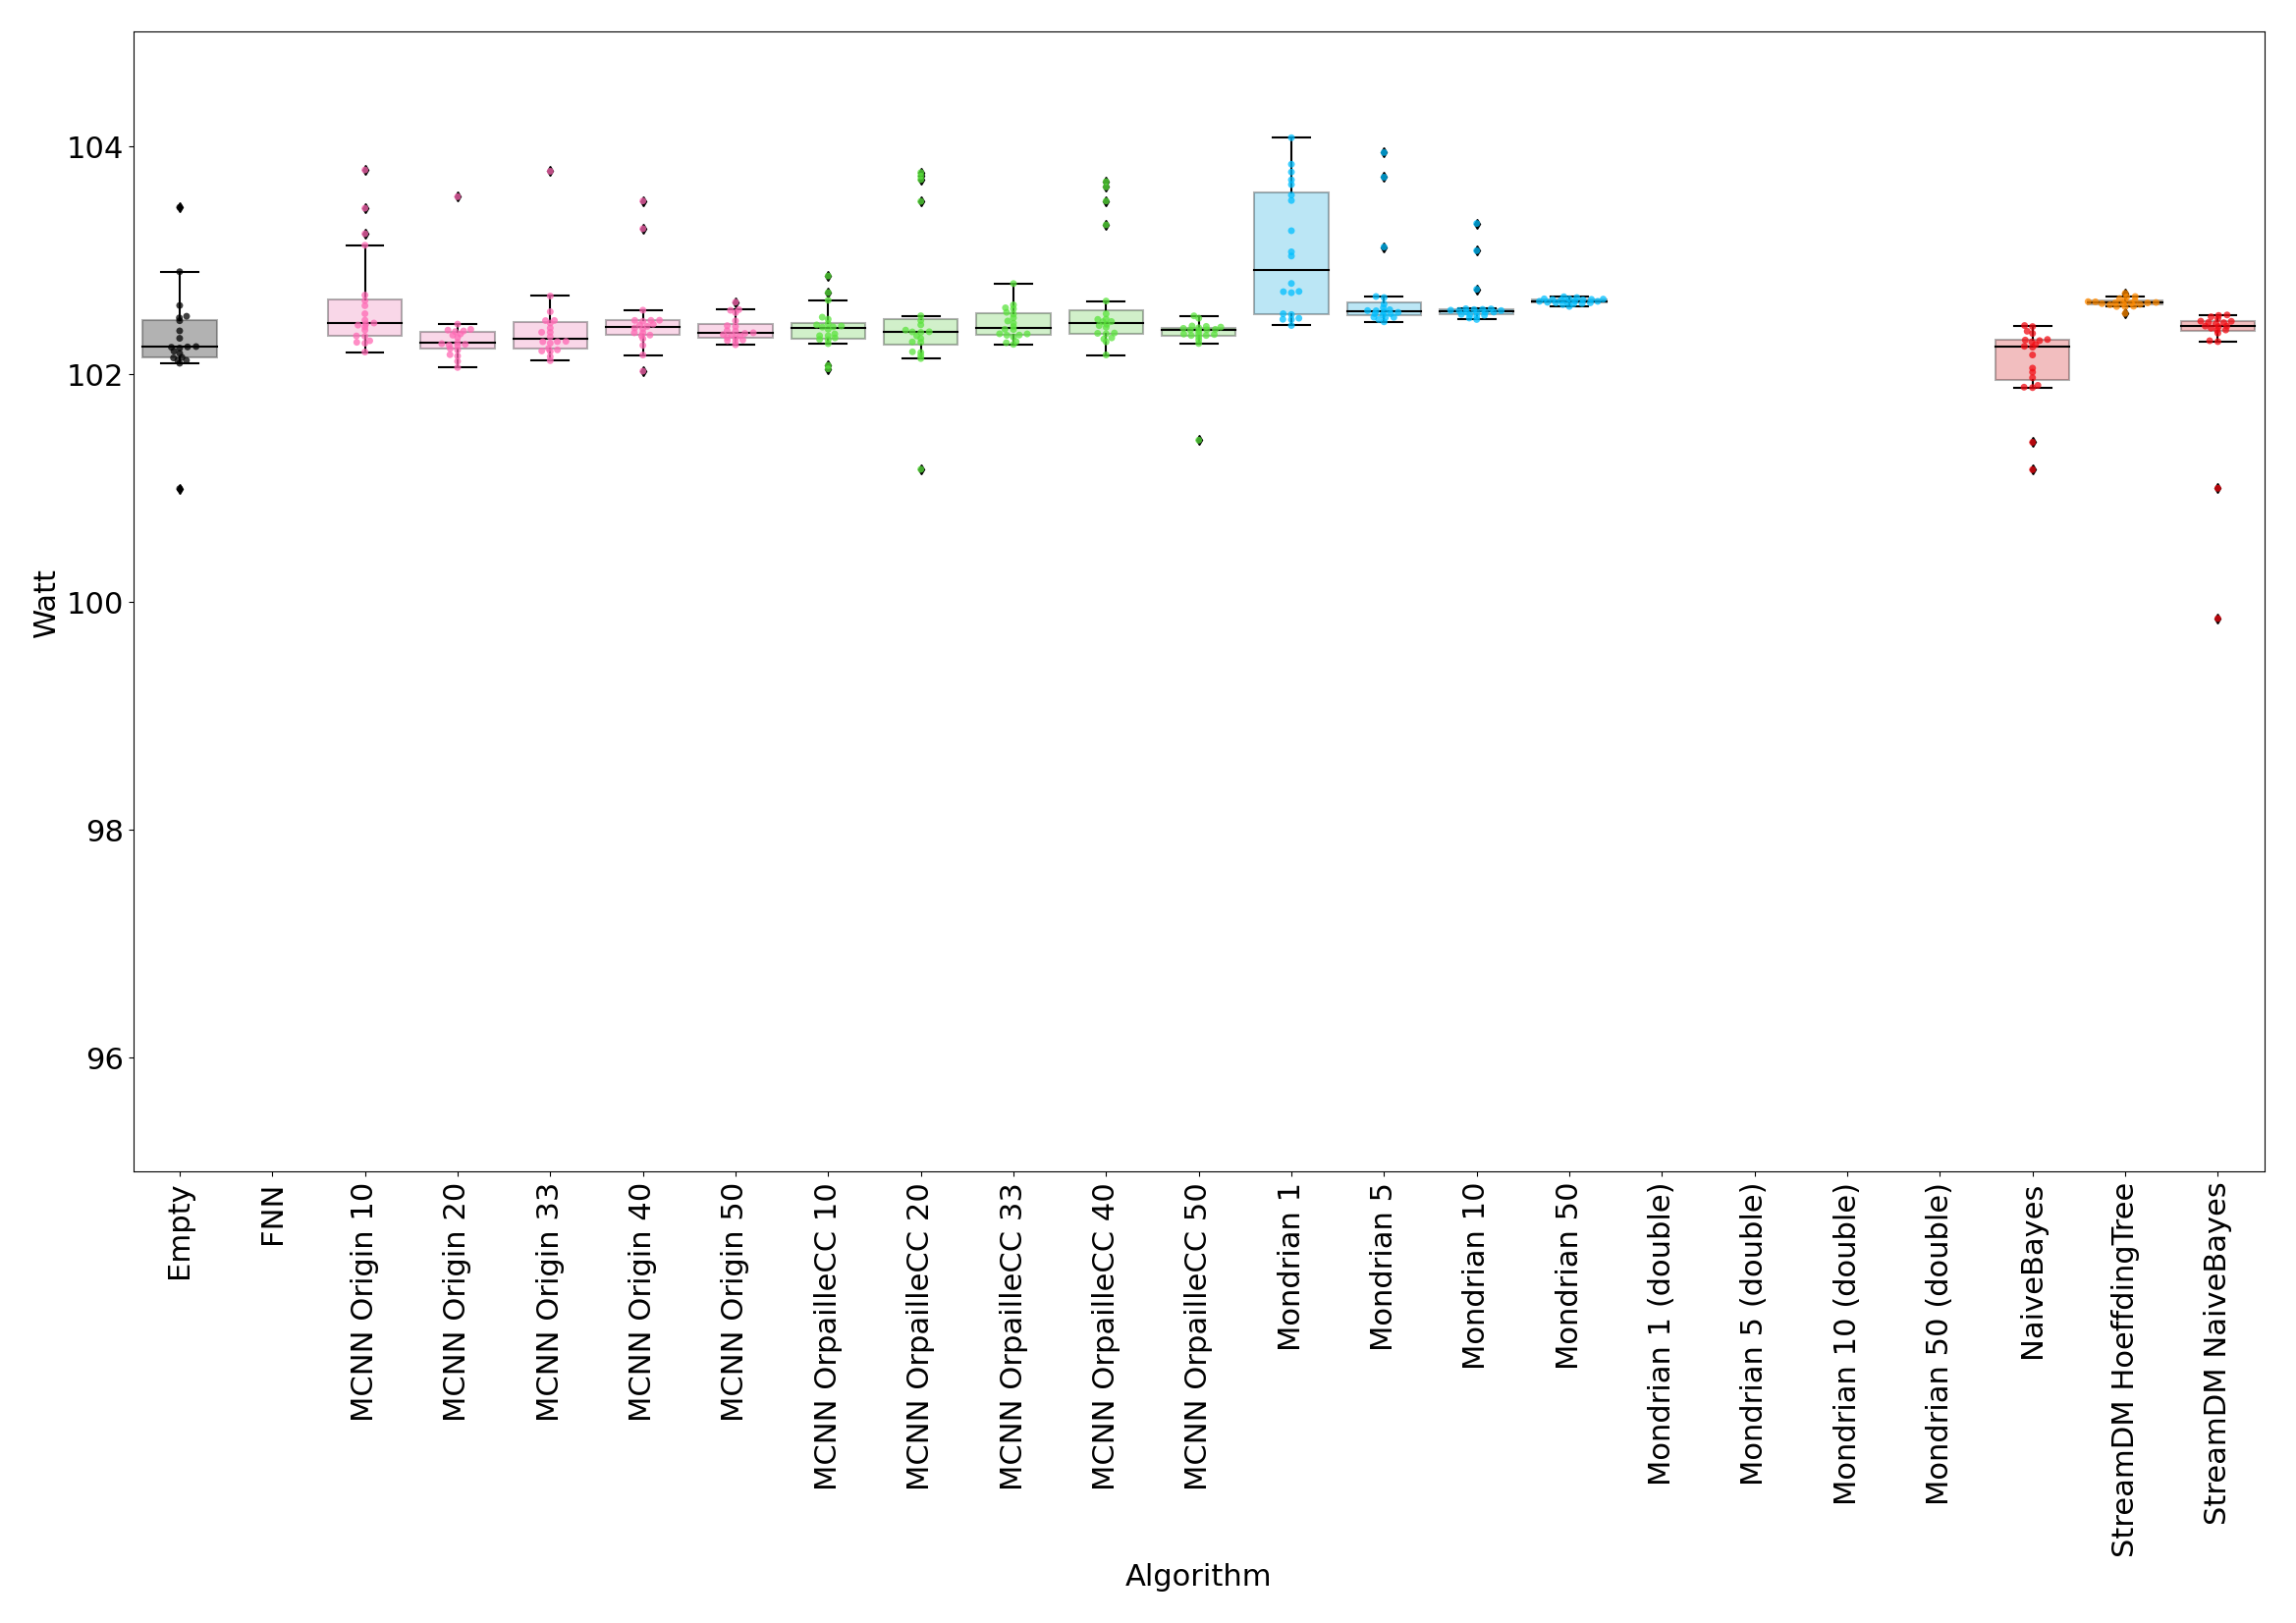 104
102
100
98
96
Watt
Empty
FNN
MCNN Origin 10
MCNN Origin 20
MCNN Origin 33
MCNN Origin 40
MCNN Origin 50
MCNN OrpailleCC 10
MCNN OrpailleCC 20
MCNN OrpailleCC 33
MCNN OrpailleCC 40
MCNN OrpailleCC 50
Mondrian 1
Mondrian 5
Mondrian 10
Mondrian 50
Mondrian 1 (double)
Mondrian 5 (double)
Mondrian 10 (double)
Mondrian 50 (double)
NaiveBayes
StreamDM HoeffdingTree
StreamDM NaiveBayes
Algorithm